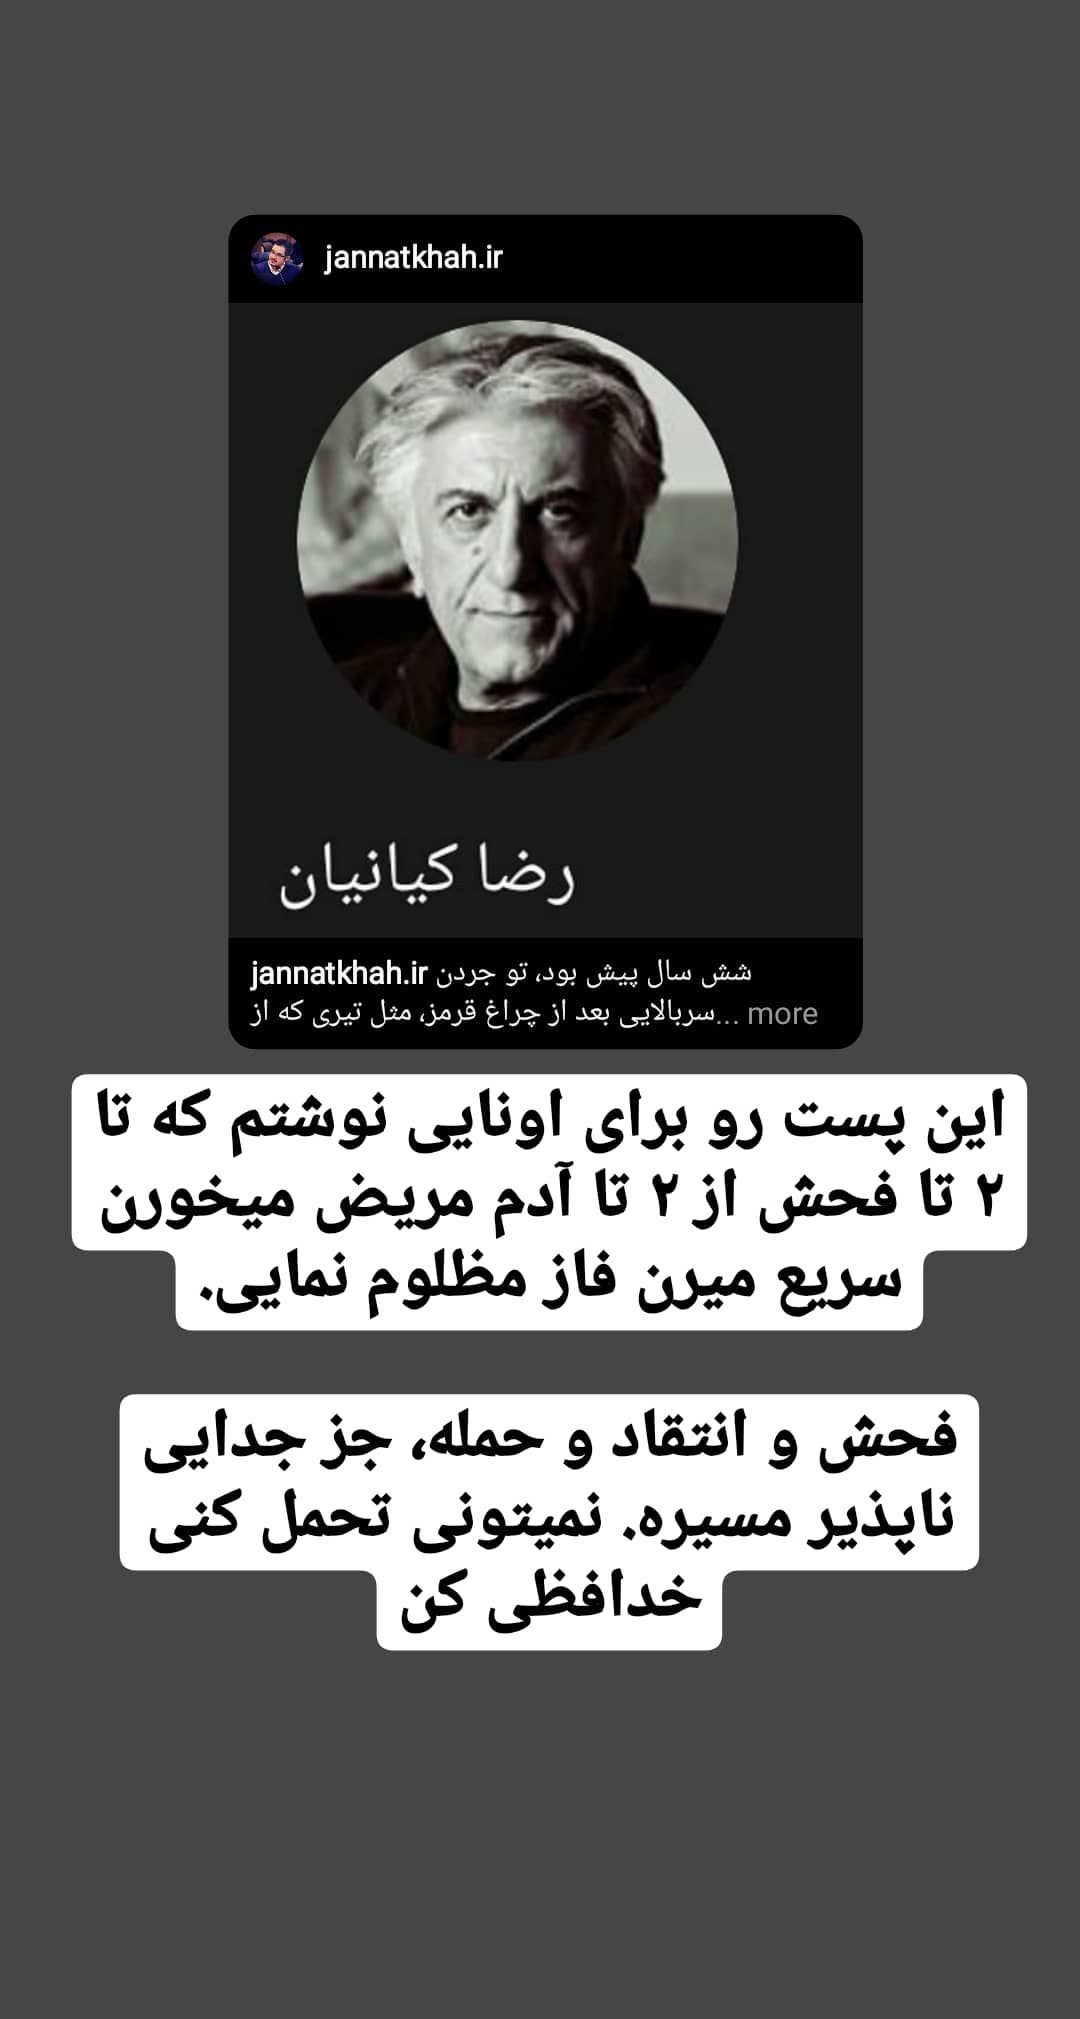 jannatkhah.ir
رضا کیانیان
jannatkhah.ir شش سال پیش بود، تو جردن
سربالایی بعد از چراغ قرمز، مثل تیری که از... more
این پست رو برای اونایی نوشتم که تا
۲ تا فحش از ۲ تا آدم مریض میخورن
سریع میرن فاز مظلوم نمایی.
فحش و انتقاد و حمله، جز جدایی
ناپذیر مسیره. نمیتونی تحمل کنی
خدافظی کن